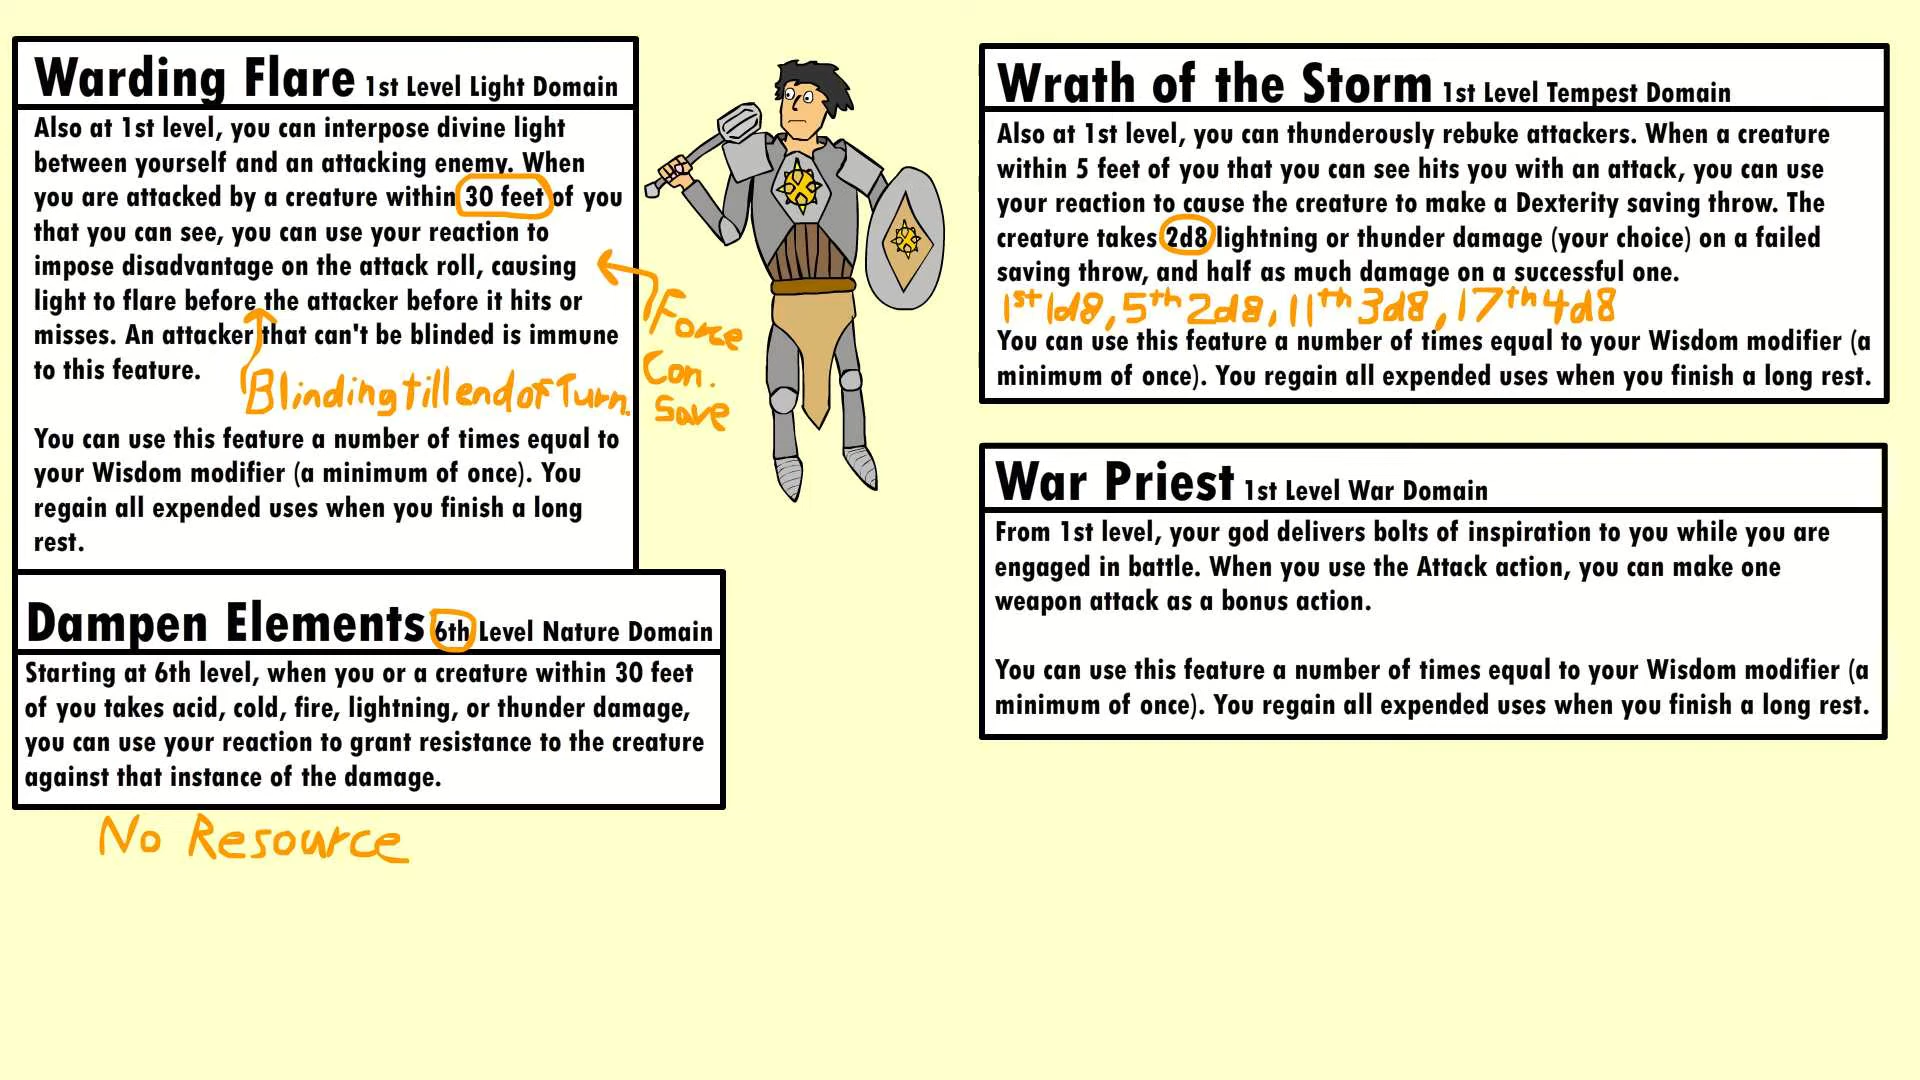 Warding Flare 1st Level Light Domain
Also at 1st level, you can interpose divine light
between yourself and an attacking enemy. When
you are attacked by a creature within 30 feet of you
that you can see, you can use your reaction to
impose disadvantage on the attack roll, causing
light to flare before the attacker before it hits or
misses. An attacker that can't be blinded is immune
to this feature.
Blinding till end of Turn.
Force
Con.
Save
You can use this feature a number of times equal to
your Wisdom modifier (a minimum of once). You
regain all expended uses when you finish a long
rest.
Dampen Elements 6th Level Nature Domain
Starting at 6th level, when you or a creature within 30 feet
of you takes acid, cold, fire, lightning, or thunder damage,
you can use your reaction to grant resistance to the creature
against that instance of the damage.
No Resource
Wrath of the Storm 1st Level Tempest Domain
Also at 1st level, you can thunderously rebuke attackers. When a creature
within 5 feet of you that you can see hits you with an attack, you can use
your reaction to cause the creature to make a Dexterity saving throw. The
creature takes 2d8 lightning or thunder damage (your choice) on a failed
saving throw, and half as much damage on a successful one.
1st 1d8, 5th 2d8, 11th 3d8, 17th 4d8
You can use this feature a number of times equal to your Wisdom modifier (a
minimum of once). You regain all expended uses when you finish a long rest.
War Priest 1st Level War Domain
From 1st level, your god delivers bolts of inspiration to you while you are
engaged in battle. When you use the Attack action, you can make one
weapon attack as a bonus action.
You can use this feature a number of times equal to your Wisdom modifier (a
minimum of once). You regain all expended uses when you finish a long rest.